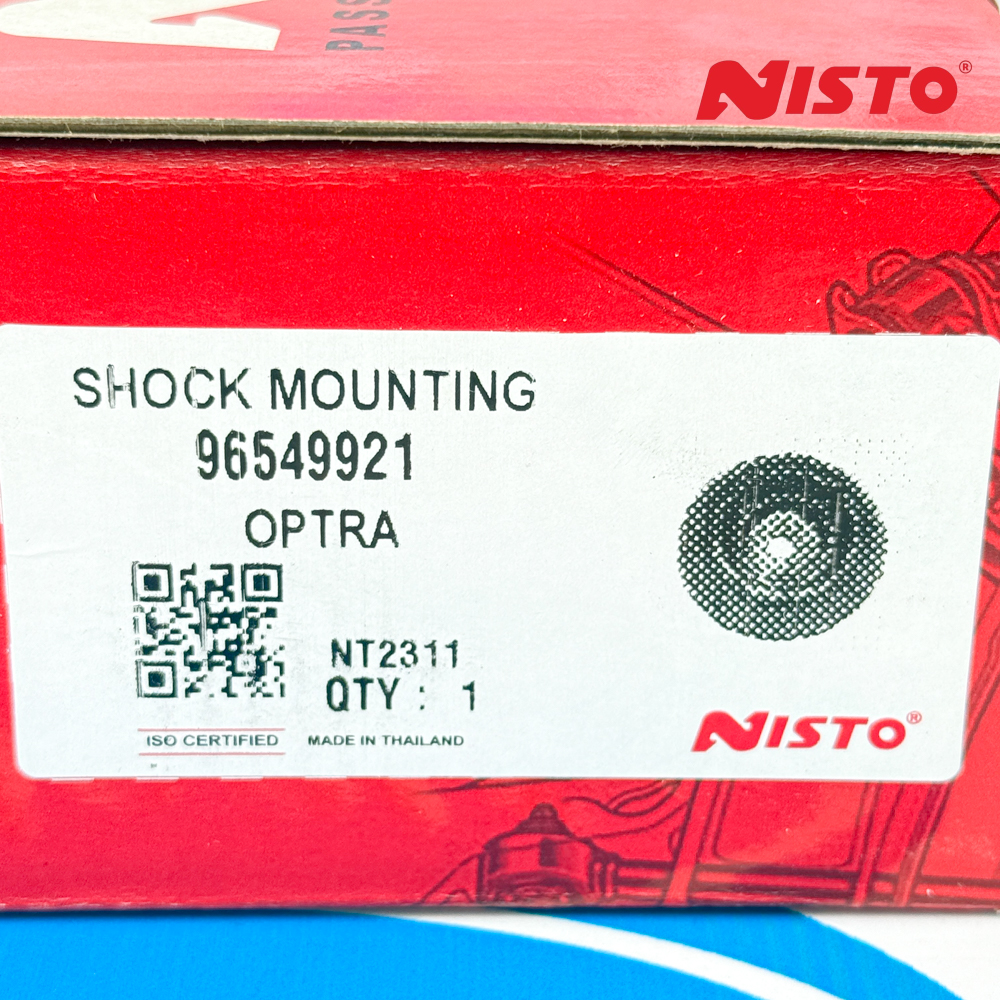 PASS
NISTO®
SHOCK MOUNTING
96549921
OPTRA
NT2311
QTY : 1
ISO CERTIFIED
MADE IN THAILAND
NISTO®